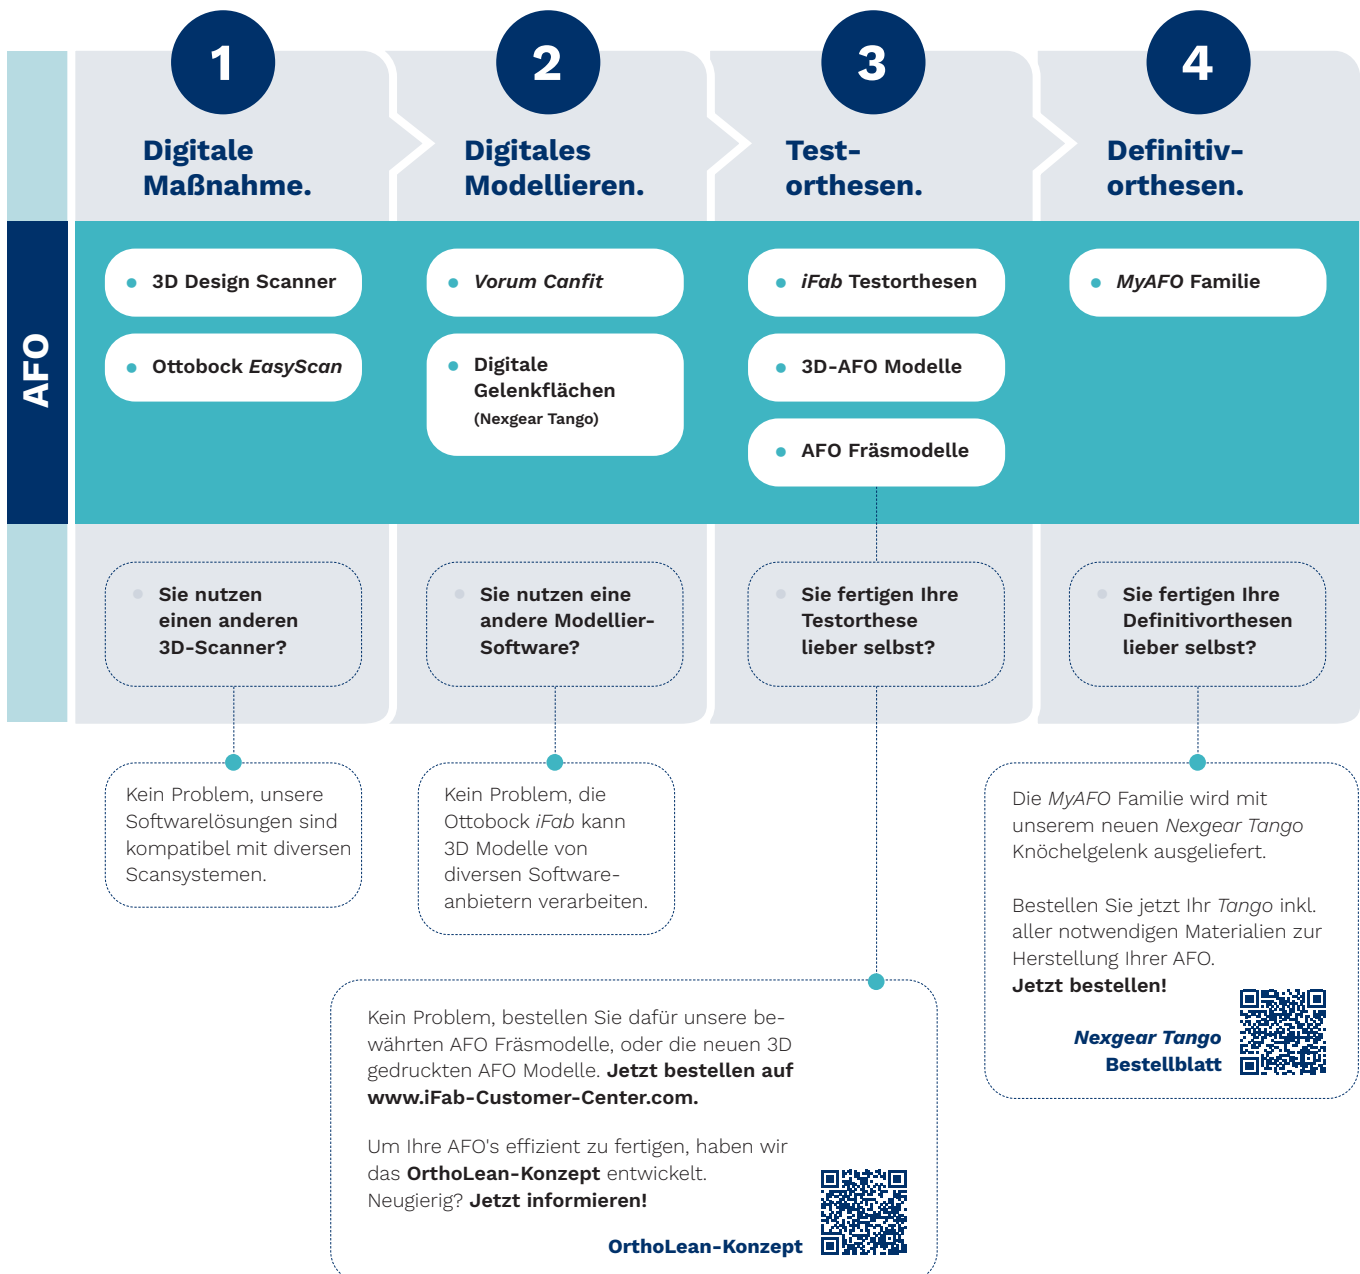 1
Digitale
Maßnahme.
2
Digitales
Modellieren.
3
Test-
orthesen.
4
Definitiv-
orthesen.
AFO
3D Design Scanner
Ottobock EasyScan
Vorum Canfit
Digitale
Gelenkflächen
(Nexgear Tango)
iFab Testorthesen
3D-AFO Modelle
AFO Fräsmodelle
MyAFO Familie
Sie nutzen
einen anderen
3D-Scanner?
Sie nutzen eine
andere Modellier-
Software?
Sie fertigen Ihre
Testorthese
lieber selbst?
Sie fertigen Ihre
Definitivorthesen
lieber selbst?
Kein Problem, unsere
Softwarelösungen sind
kompatibel mit diversen
Scansystemen.
Kein Problem, die
Ottobock iFab kann
3D Modelle von
diversen Software-
anbietern verarbeiten.
Kein Problem, bestellen Sie dafür unsere be-
währten AFO Fräsmodelle, oder die neuen 3D
gedruckten AFO Modelle. Jetzt bestellen auf
www.iFab-Customer-Center.com.
Um Ihre AFO's effizient zu fertigen, haben wir
das OrthoLean-Konzept entwickelt.
Neugierig? Jetzt informieren!
OrthoLean-Konzept
Die MyAFO Familie wird mit
unserem neuen Nexgear Tango
Knöchelgelenk ausgeliefert.
Bestellen Sie jetzt Ihr Tango inkl.
aller notwendigen Materialien zur
Herstellung Ihrer AFO.
Jetzt bestellen!
Nexgear Tango
Bestellblatt